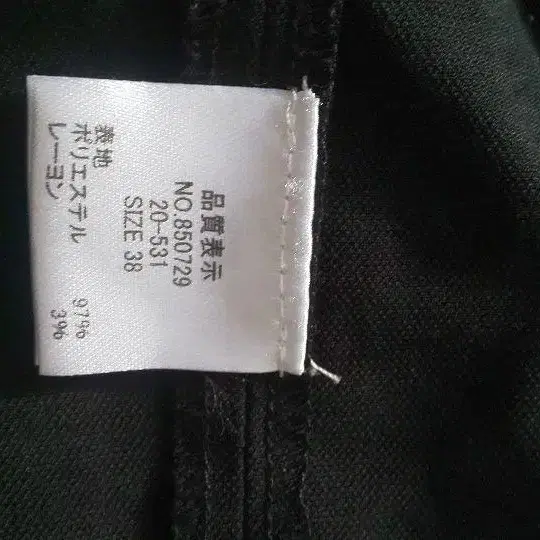 品質表示
NO.850729
20-531
SIZE 38
表地
ポリエステル 97%
レーヨン 3%